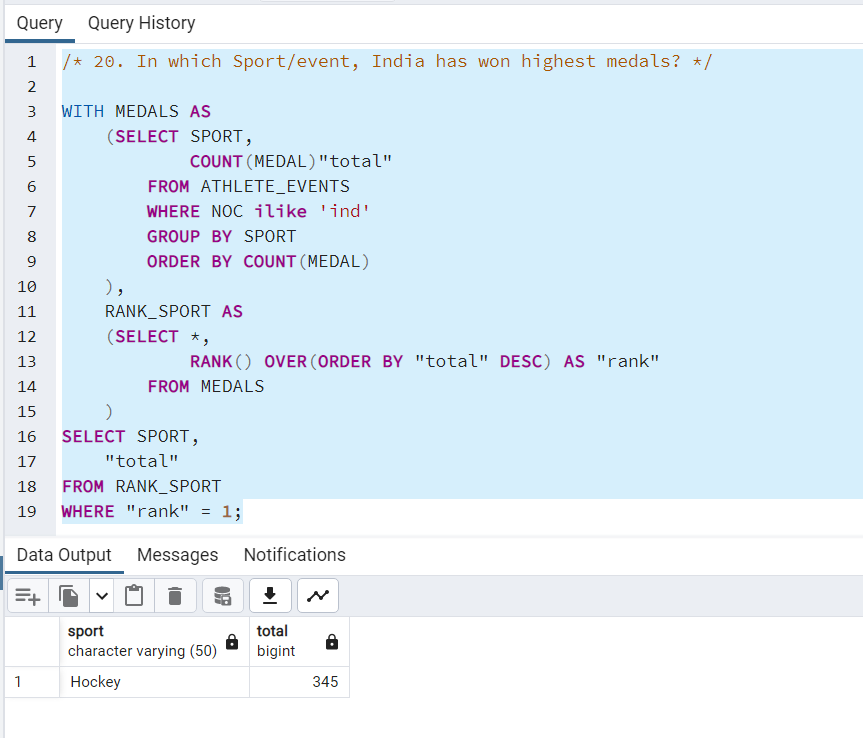 Query Query History
1 /* 20. In which Sport/event, India has won highest medals? */
2
3 WITH MEDALS AS
4 (SELECT SPORT,
5 COUNT(MEDAL)"total"
6 FROM ATHLETE_EVENTS
7 WHERE NOC ilike 'ind'
8 GROUP BY SPORT
9 ORDER BY COUNT(MEDAL)
10 ),
11 RANK_SPORT AS
12 (SELECT *,
13 RANK() OVER(ORDER BY "total" DESC) AS "rank"
14 FROM MEDALS
15 )
16 SELECT SPORT,
17 "total"
18 FROM RANK_SPORT
19 WHERE "rank" = 1;
Data Output Messages Notifications
sport total
character varying (50) bigint
1 Hockey 345